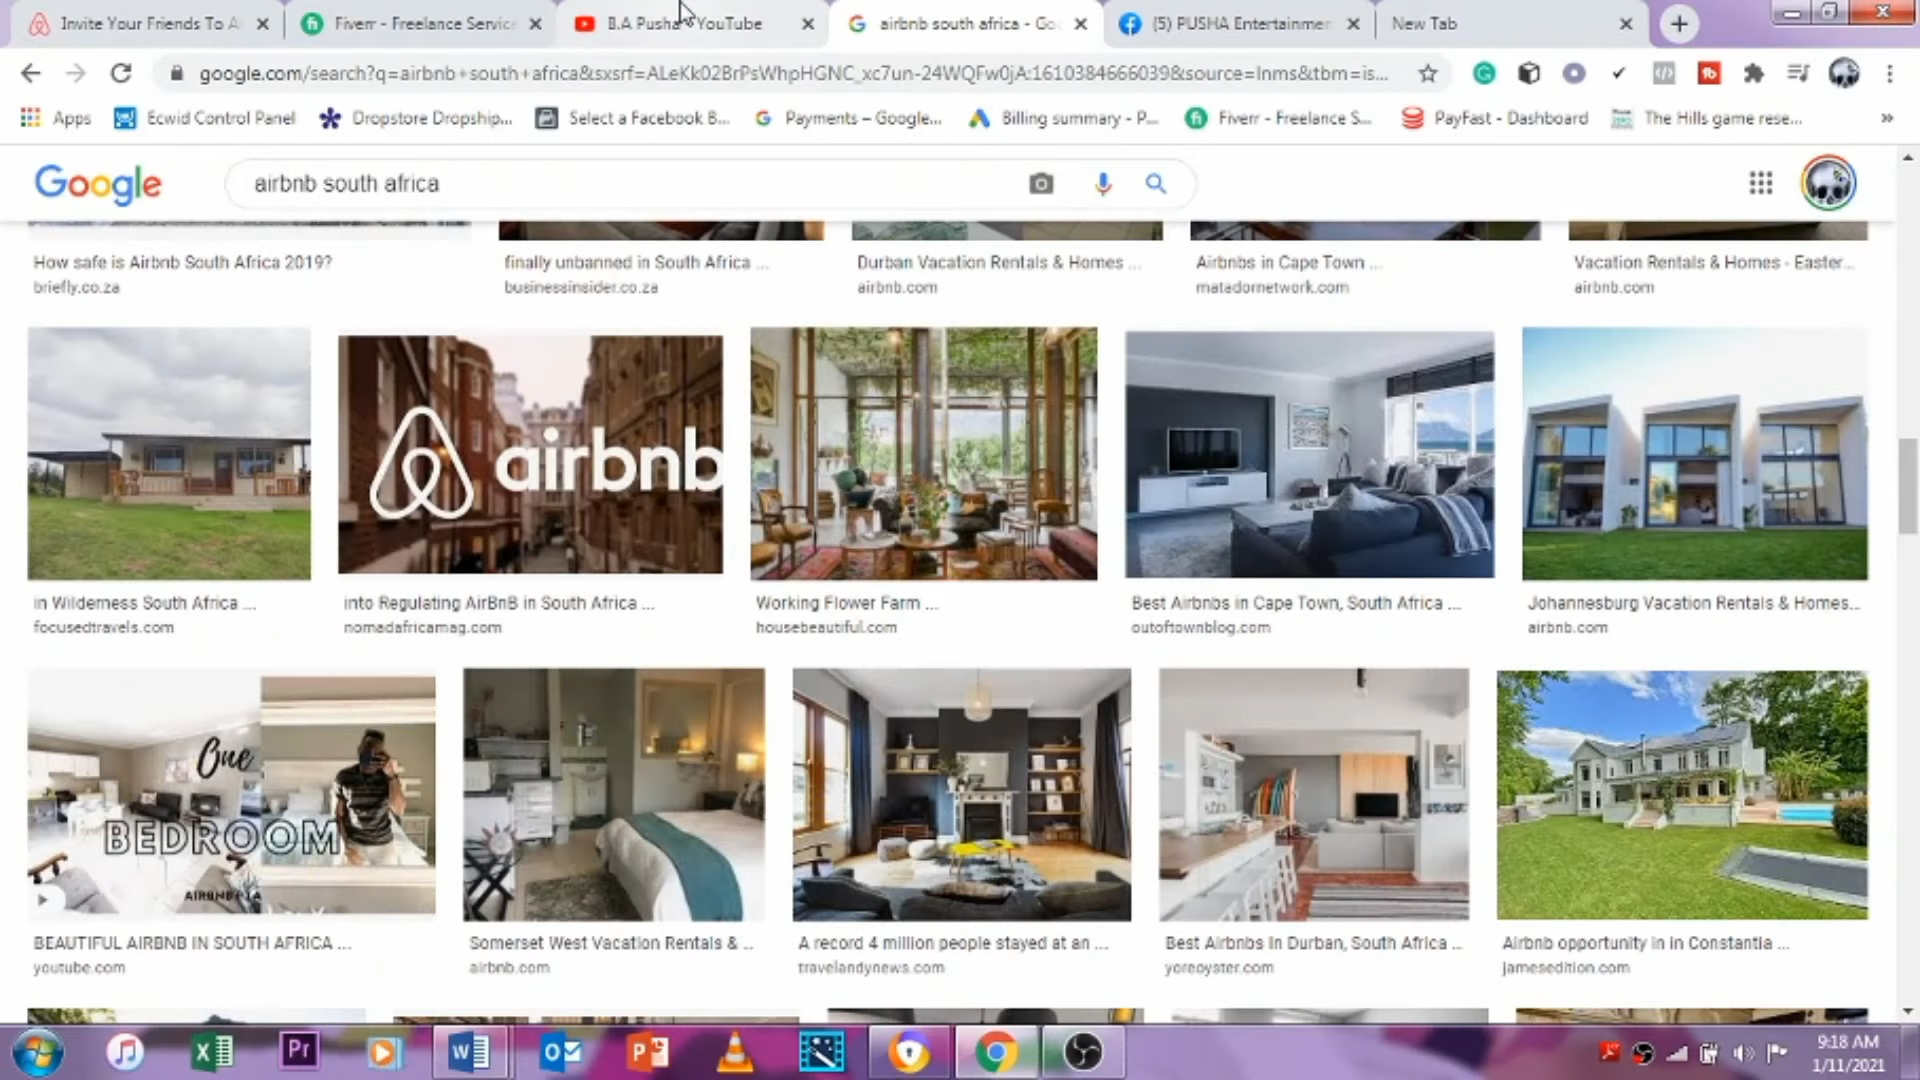 Invite Your Friends To A
Fiverr - Freelance Service
B.A Pusha - YouTube
airbnb south africa - Go
(5) PUSHA Entertainmen
New Tab
google.com/search?q=airbnb+south+africa&sxsrf=ALeKk02BrPsWhpHGNC_xc7un-24WQFw0jA:1610384666039&source=lnms&tbm=is...
Apps
Ecwid Control Panel
Dropstore Dropship...
Select a Facebook B...
Payments – Google...
Billing summary - P...
Fiverr - Freelance S...
PayFast - Dashboard
The Hills game rese...
»
Google
airbnb south africa
How safe is Airbnb South Africa 2019?
briefly.co.za
finally unbanned in South Africa ...
businessinsider.co.za
Durban Vacation Rentals & Homes ...
airbnb.com
Airbnbs in Cape Town ...
matadornetwork.com
Vacation Rentals & Homes - Easter...
airbnb.com
airbnb
in Wilderness South Africa ...
focusedtravels.com
into Regulating AirBnB in South Africa ...
nomadafricamag.com
Working Flower Farm ...
housebeautiful.com
Best Airbnbs in Cape Town, South Africa ...
outoftownblog.com
Johannesburg Vacation Rentals & Homes...
airbnb.com
One
BEDROOM
BEAUTIFUL AIRBNB IN SOUTH AFRICA ...
youtube.com
Somerset West Vacation Rentals & ...
airbnb.com
A record 4 million people stayed at an ...
travelandynews.com
Best Airbnbs in Durban, South Africa ...
yoreoyster.com
Airbnb opportunity in in Constantia ...
jamesedition.com
Pr
9:18 AM
1/11/2021